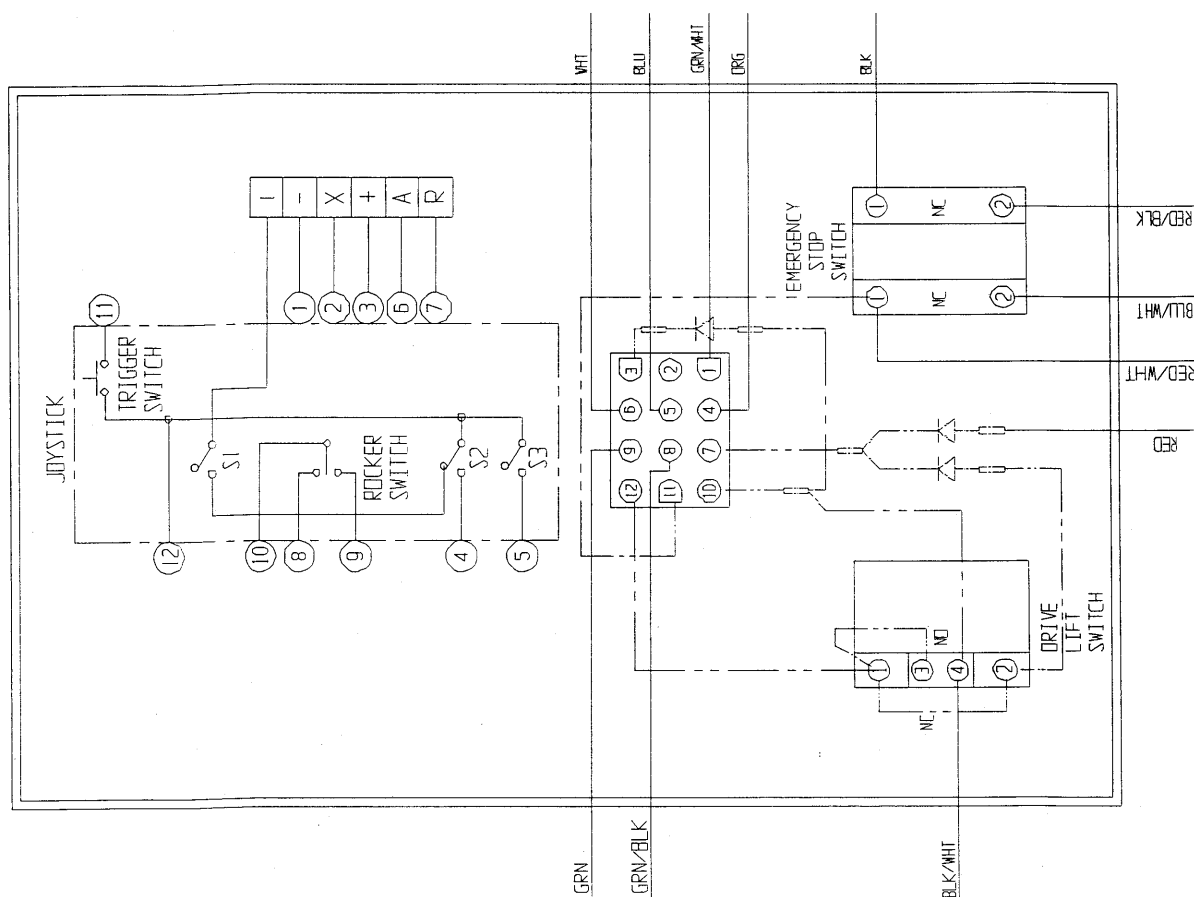 WHT
BLU
GRN/WHT
ORG
BLK
JOYSTICK
11
TRIGGER
SWITCH
I
-
X
+
A
R
1
2
3
6
7
S1
ROCKER
SWITCH
S2
S3
12
10
8
9
4
5
3
2
1
6
5
4
9
8
7
12
11
10
EMERGENCY
STOP
SWITCH
1
NC
2
1
NC
2
RED/BLK
BLU/WHT
RED/WHT
RED
NO
1
3
4
2
NC
DRIVE
LIFT
SWITCH
GRN
GRN/BLK
BLK/WHT